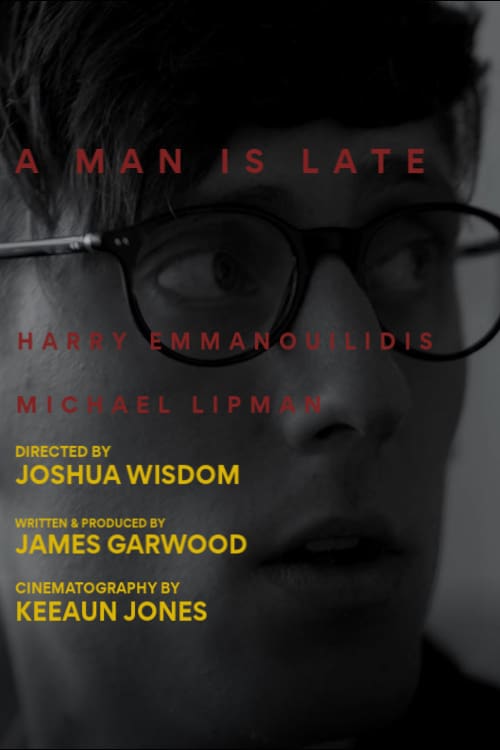 A MAN IS LATE
HARRY EMMANOUILIDIS
MICHAEL LIPMAN
DIRECTED BY
JOSHUA WISDOM
WRITTEN & PRODUCED BY
JAMES GARWOOD
CINEMATOGRAPHY BY
KEEAUN JONES